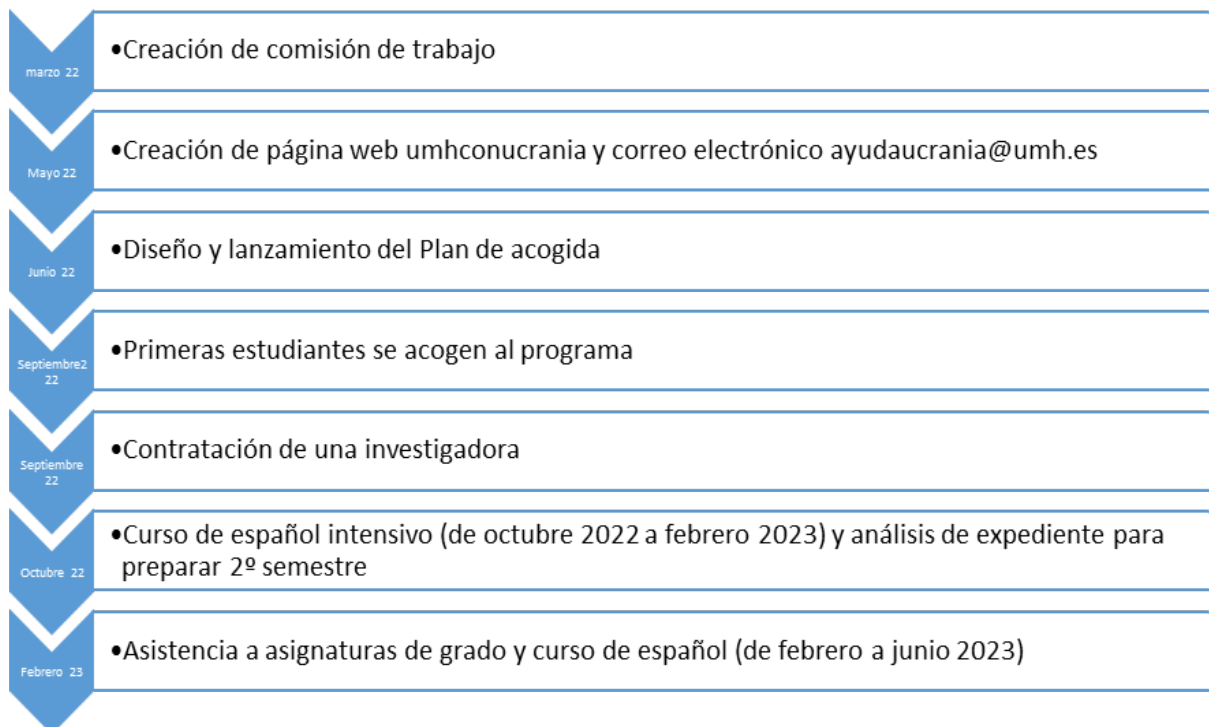 marzo 22
•Creación de comisión de trabajo
Mayo 22
•Creación de página web umhconucrania y correo electrónico ayudaucrania@umh.es
Junio 22
•Diseño y lanzamiento del Plan de acogida
Septiembre2
22
•Primeras estudiantes se acogen al programa
Septiembre
22
•Contratación de una investigadora
Octubre 22
•Curso de español intensivo (de octubre 2022 a febrero 2023) y análisis de expediente para
preparar 2º semestre
Febrero 23
•Asistencia a asignaturas de grado y curso de español (de febrero a junio 2023)